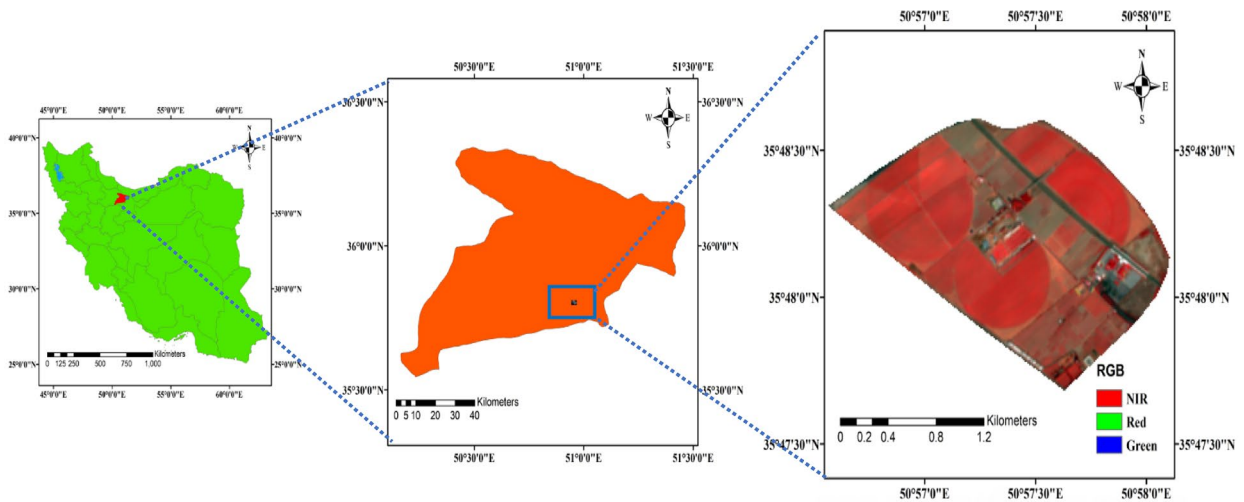 45°0'0"E 50°0'0"E 55°0'0"E 60°0'0"E
40°0'0"N 40°0'0"N
35°0'0"N 35°0'0"N
30°0'0"N 30°0'0"N
25°0'0"N 25°0'0"N
N
W E
S
Kilometers
0 125 250 500 750 1,000
45°0'0"E 50°0'0"E 55°0'0"E 60°0'0"E
50°30'0"E 51°0'0"E 51°30'0"E
36°30'0"N 36°30'0"N
36°0'0"N 36°0'0"N
35°30'0"N 35°30'0"N
N
W E
S
Kilometers
0 5 10 20 30 40
50°30'0"E 51°0'0"E 51°30'0"E
50°57'0"E 50°57'30"E 50°58'0"E
35°48'30"N 35°48'30"N
35°48'0"N 35°48'0"N
35°47'30"N 35°47'30"N
N
W E
S
RGB
NIR
Red
Green
Kilometers
0 0.2 0.4 0.8 1.2
50°57'0"E 50°57'30"E 50°58'0"E